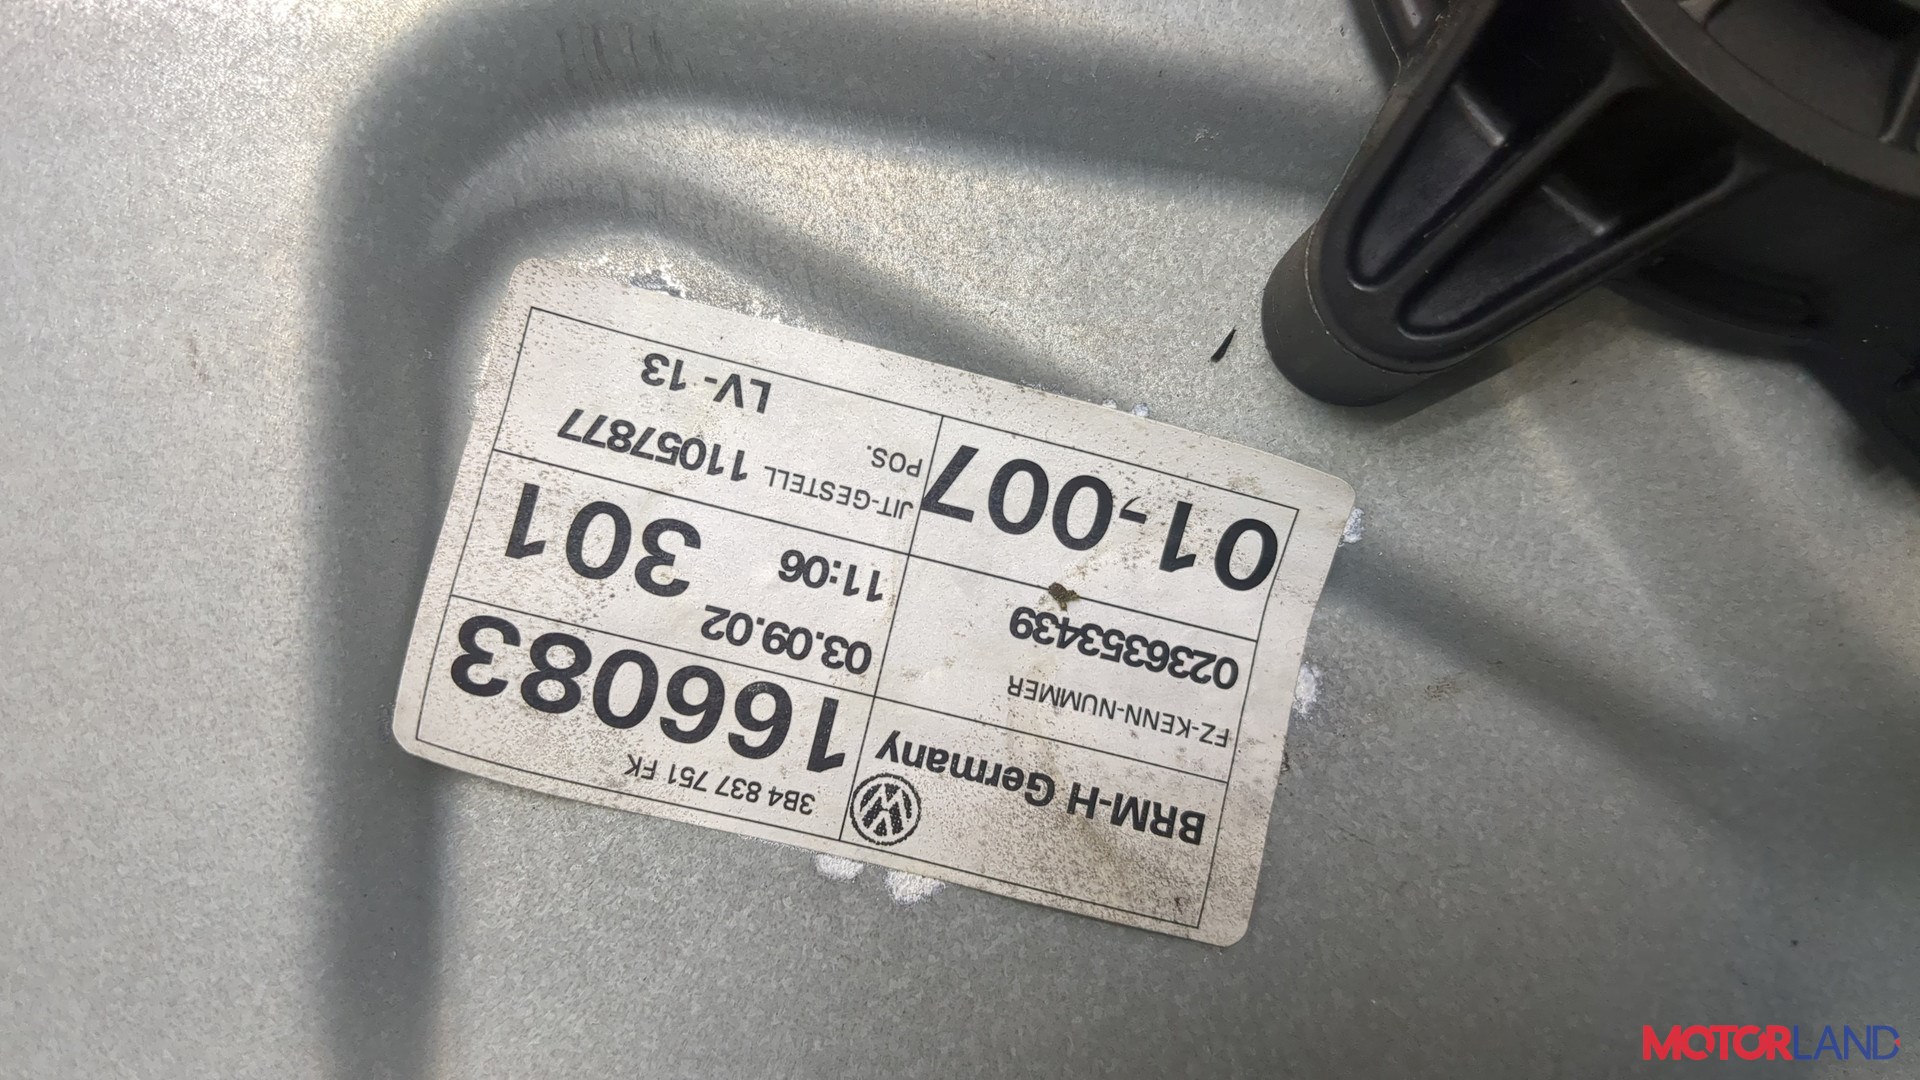 BRM-H Germany
3B4 837 751 FK
166083
FZ-KENN-NUMMER
0236353439
03.09.02
11:06
301
01,-007
JIT-GESTELL 11057877
POS.
LV- 13
MOTORLAND